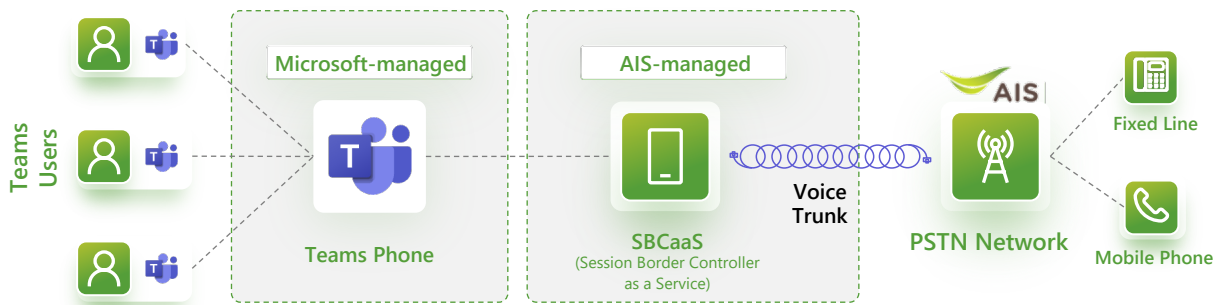 Teams
Users
Microsoft-managed
T
Teams Phone
AIS-managed
SBCaaS
(Session Border Controller
as a Service)
Voice
Trunk
AIS
PSTN Network
Fixed Line
Mobile Phone